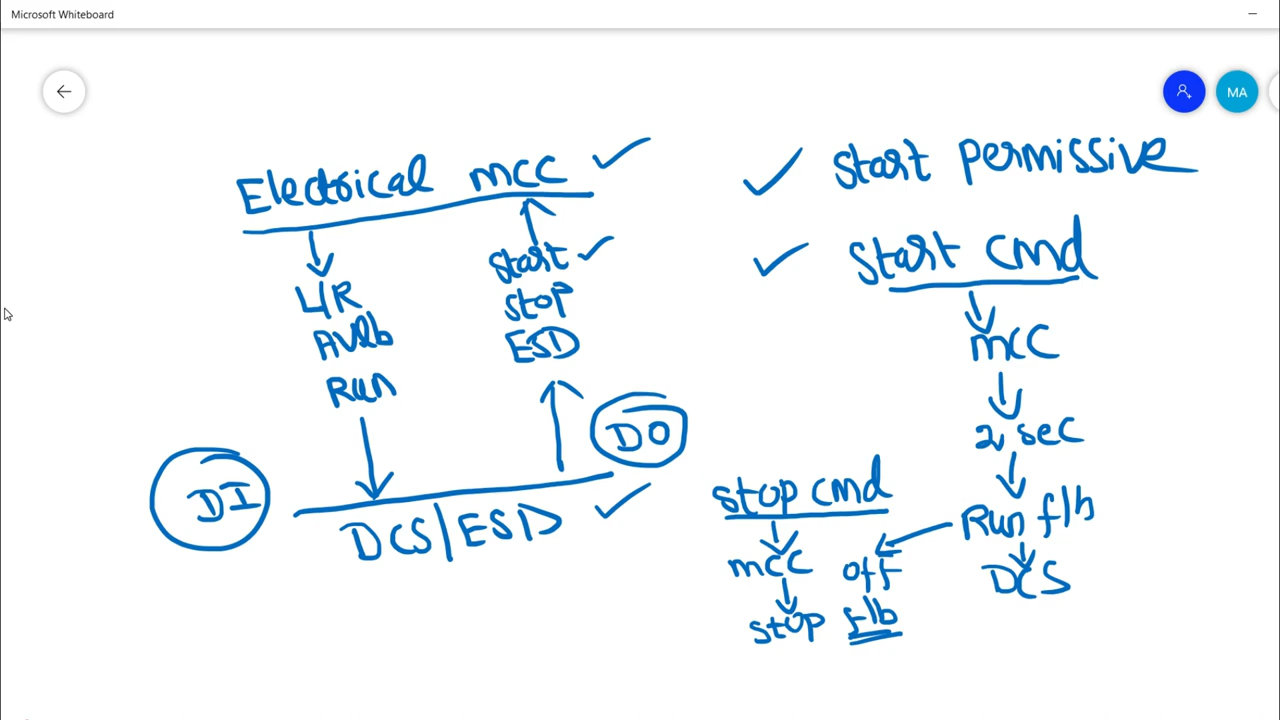 Microsoft Whiteboard
MA
Electrical mcc
L/R
Avlb
Run
start
stop
ESD
DI
DO
DCS/ESD
start permissive
start cmd
mcc
2 sec
Run f/b
DCS
stop cmd
mcc
stop
off
f/b